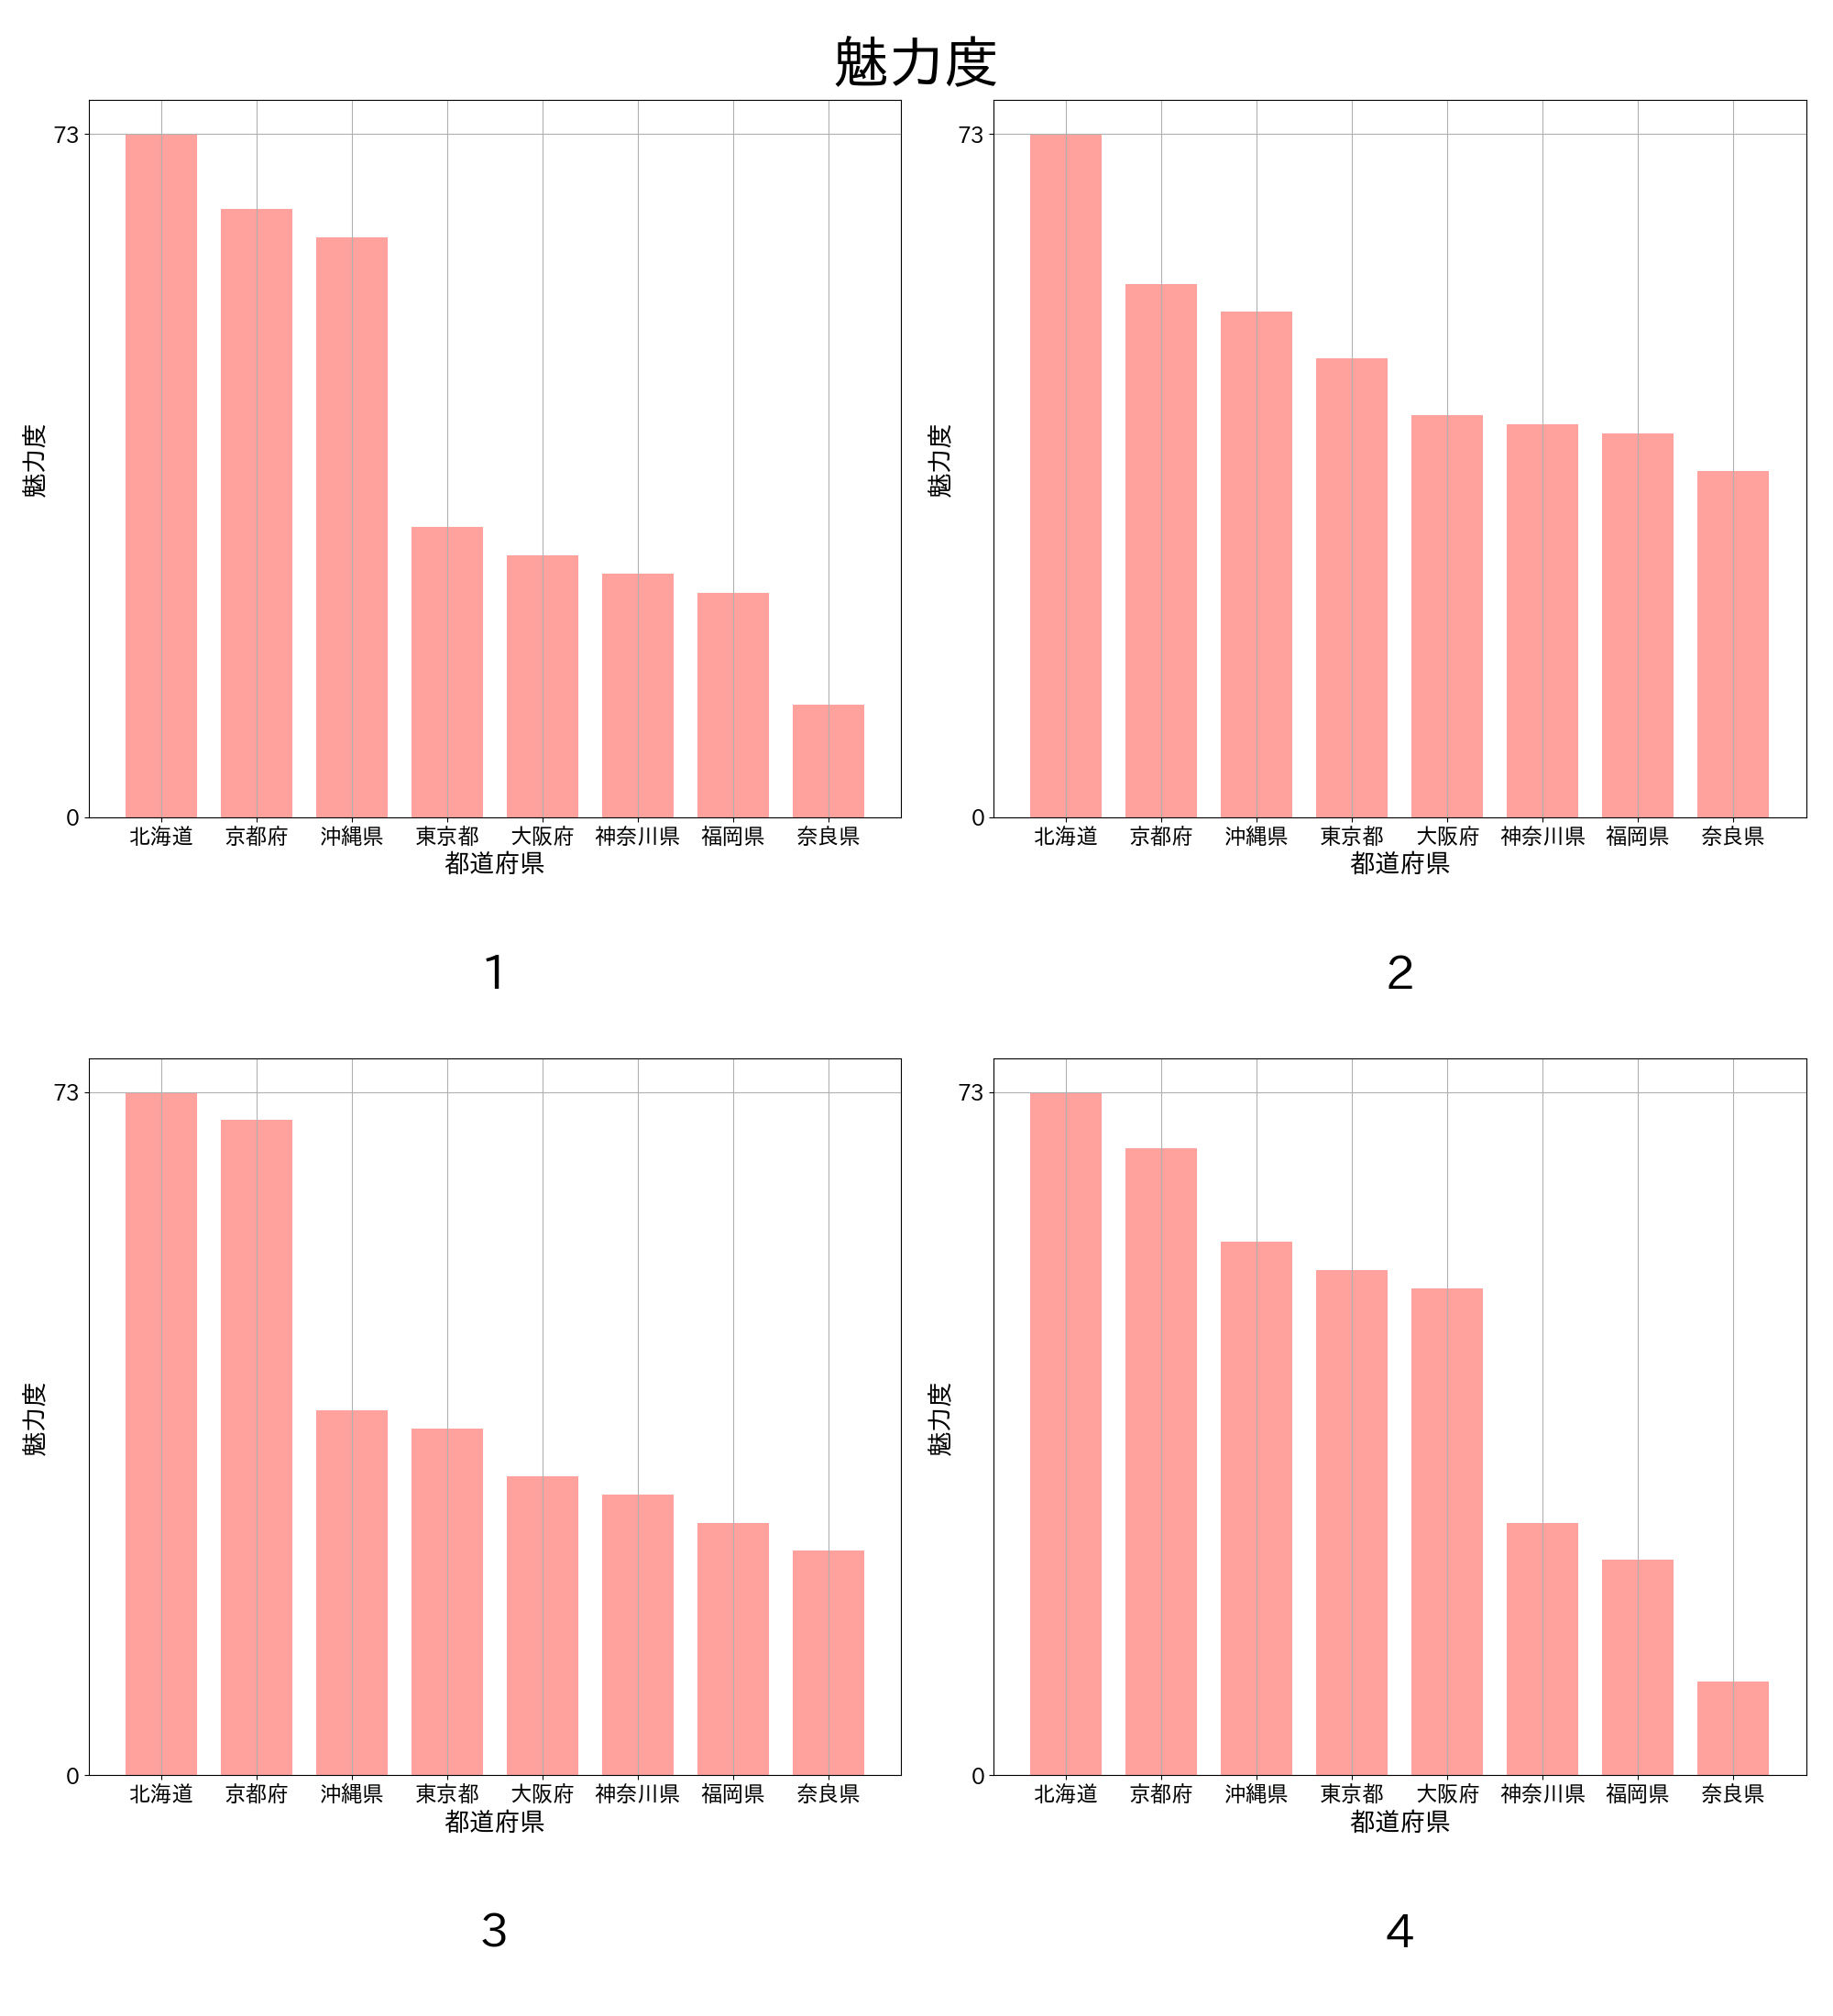 魅力度
73
0
魅力度
北海道 京都府 沖縄県 東京都 大阪府 神奈川県 福岡県 奈良県
都道府県
1
73
0
魅力度
北海道 京都府 沖縄県 東京都 大阪府 神奈川県 福岡県 奈良県
都道府県
2
73
0
魅力度
北海道 京都府 沖縄県 東京都 大阪府 神奈川県 福岡県 奈良県
都道府県
3
73
0
魅力度
北海道 京都府 沖縄県 東京都 大阪府 神奈川県 福岡県 奈良県
都道府県
4